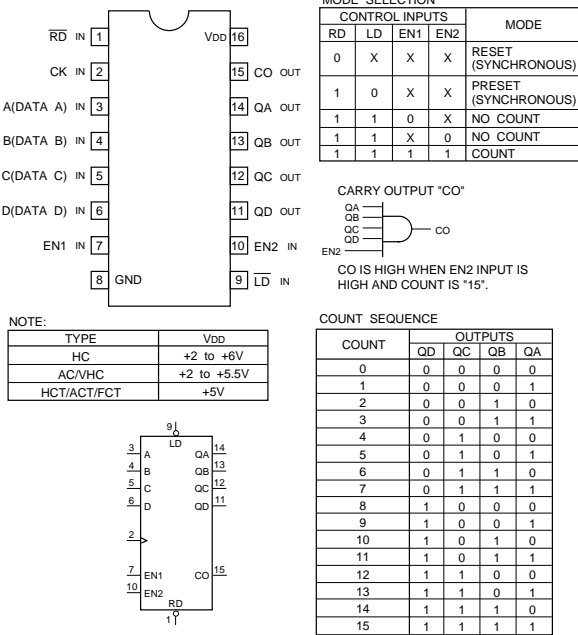 RD IN 1
VDD 16
CK IN 2
15 CO OUT
A(DATA A) IN 3
14 QA OUT
B(DATA B) IN 4
13 QB OUT
C(DATA C) IN 5
12 QC OUT
D(DATA D) IN 6
11 QD OUT
EN1 IN 7
10 EN2 IN
8 GND
9 LD IN
MODE SELECTION
CONTROL INPUTS MODE
RD LD EN1 EN2
0 X X X RESET
(SYNCHRONOUS)
1 0 X X PRESET
(SYNCHRONOUS)
1 1 0 X NO COUNT
1 1 X 0 NO COUNT
1 1 1 1 COUNT
CARRY OUTPUT "CO"
QA
QB
QC
QD
EN2
CO
CO IS HIGH WHEN EN2 INPUT IS
HIGH AND COUNT IS "15".
NOTE:
TYPE VDD
HC +2 to +6V
AC/VHC +2 to +5.5V
HCT/ACT/FCT +5V
9
LD
3 A QA 14
4 B QB 13
5 C QC 12
6 D QD 11
2
7 EN1 CO 15
10 EN2
RD
1
COUNT SEQUENCE
COUNT OUTPUTS
QD QC QB QA
0 0 0 0 0
1 0 0 0 1
2 0 0 1 0
3 0 0 1 1
4 0 1 0 0
5 0 1 0 1
6 0 1 1 0
7 0 1 1 1
8 1 0 0 0
9 1 0 0 1
10 1 0 1 0
11 1 0 1 1
12 1 1 0 0
13 1 1 0 1
14 1 1 1 0
15 1 1 1 1